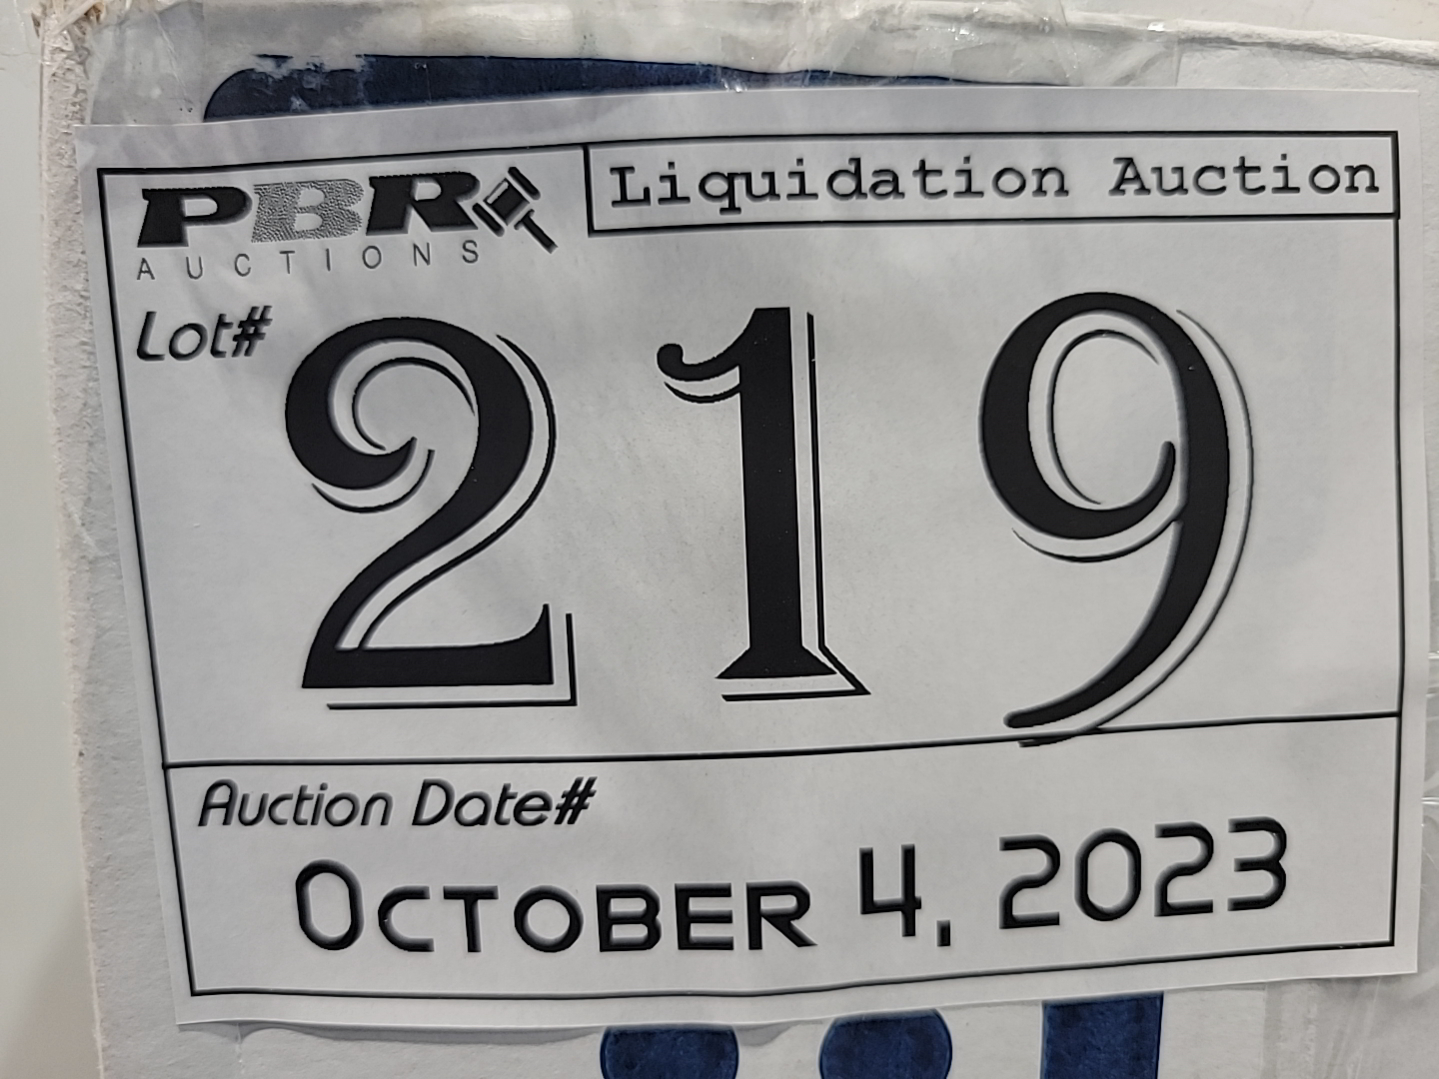 PBR
AUCTIONS
Liquidation Auction
Lot#
219
Auction Date#
October 4, 2023